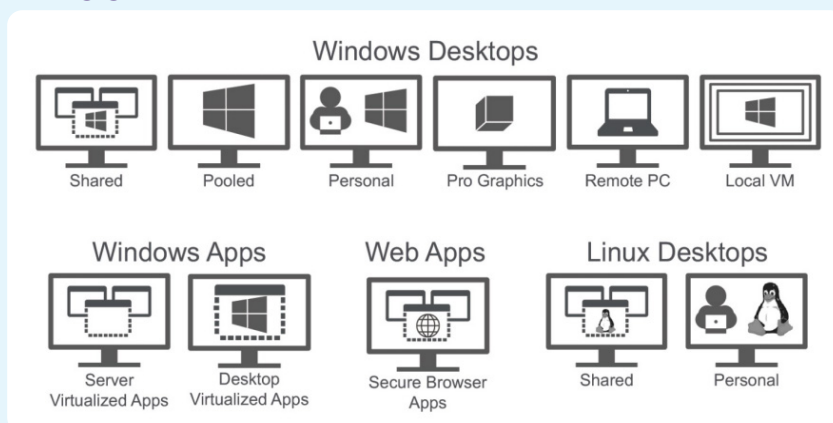 Windows Desktops
Shared
Pooled
Personal
Pro Graphics
Remote PC
Local VM
Windows Apps
Web Apps
Linux Desktops
Server
Virtualized Apps
Desktop
Virtualized Apps
Secure Browser
Apps
Shared
Personal